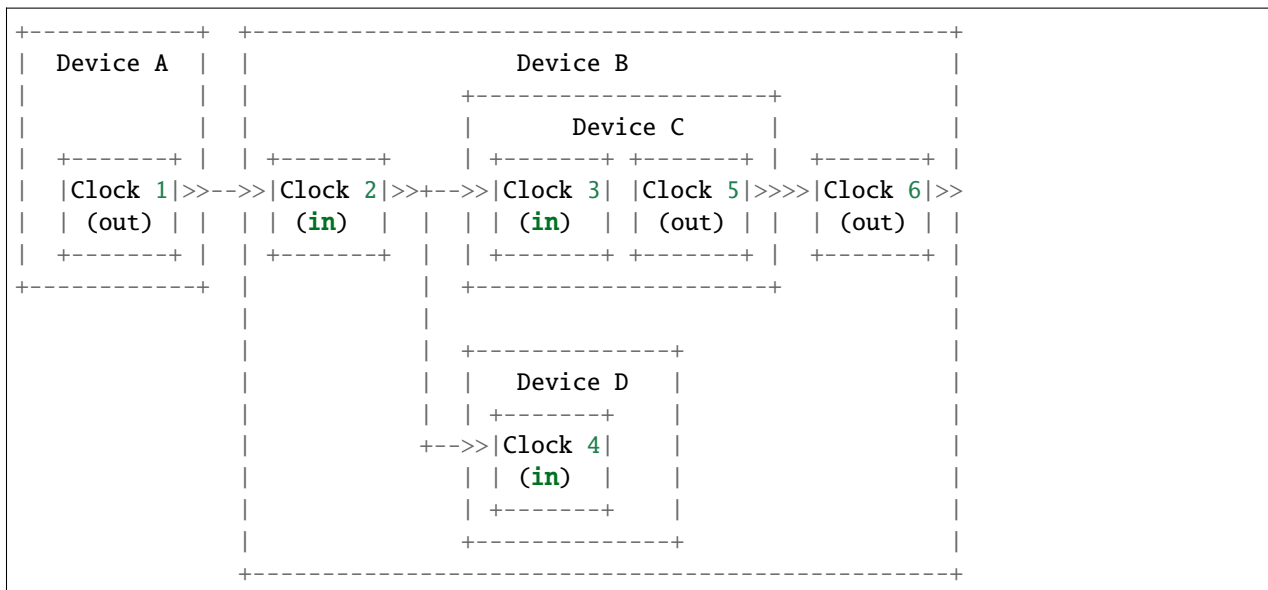 +------------+  +--------------------------------------------------+
|  Device A  |  |                   Device B                       |
|            |  |               +---------------------+            |
|            |  |               |       Device C      |            |
|  +-------+ |  | +-------+     | +-------+ +-------+ |  +-------+ |
|  |Clock 1|>>-->>|Clock 2|>>+-->>|Clock 3| |Clock 5|>>>>|Clock 6|>>
|  | (out) | |  | | (in)  |  |  | | (in)  | | (out) | |  | (out) | |
|  +-------+ |  | +-------+  |  | +-------+ +-------+ |  +-------+ |
+------------+  |            |  +---------------------+            |
                |            |                                     |
                |            |  +--------------+                   |
                |            |  |   Device D   |                   |
                |            |  | +-------+    |                   |
                |            +-->>|Clock 4|    |                   |
                |               | | (in)  |    |                   |
                |               | +-------+    |                   |
                |               +--------------+                   |
                +--------------------------------------------------+